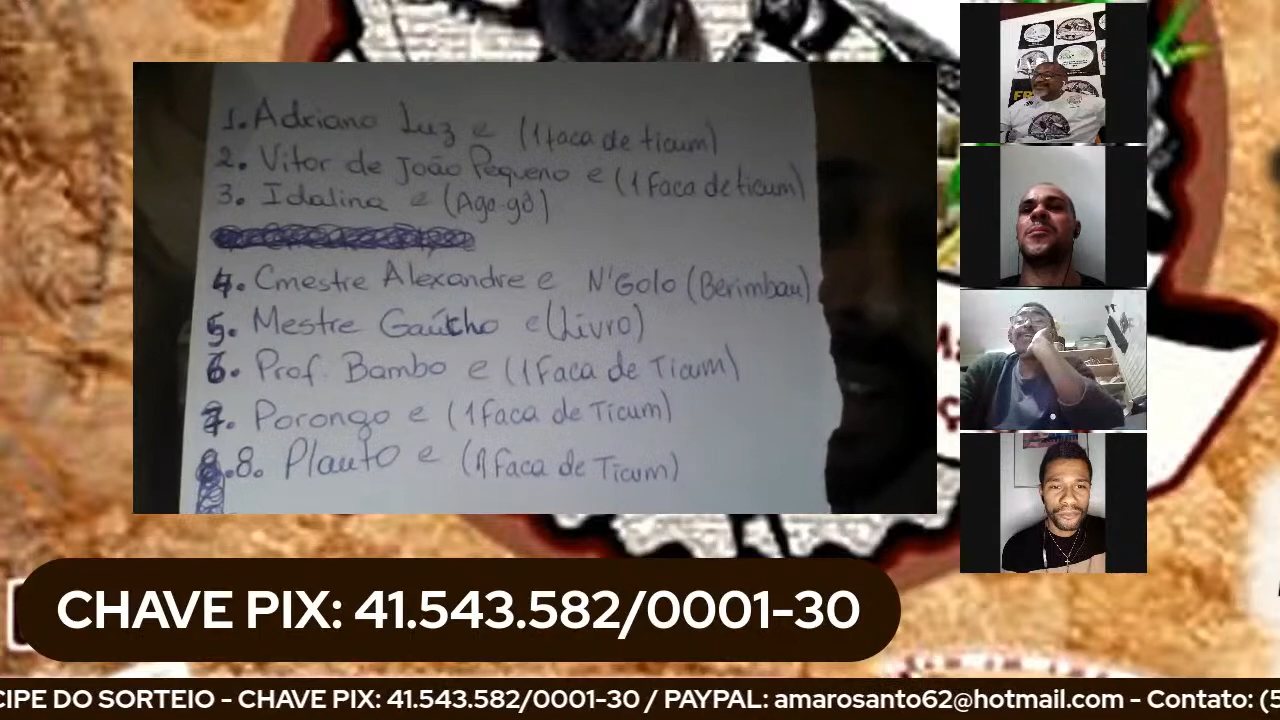 1. Adriano Luz e (1 faca de ticum)
2. Vitor de João Pequeno e (1 Faca de ticum)
3. Idalina e (Ago-gô)
4. Cmestre Alexandre e N'Golo (Berimbau)
5. Mestre Gaúcho e (Livro)
6. Prof. Bambo e (1 Faca de Ticum)
7. Porongo e (1 Faca de Ticum)
8. Plauto e (1 Faca de Ticum)
CHAVE PIX: 41.543.582/0001-30
CIPE DO SORTEIO - CHAVE PIX: 41.543.582/0001-30 / PAYPAL: amarosanto62@hotmail.com - Contato: (5